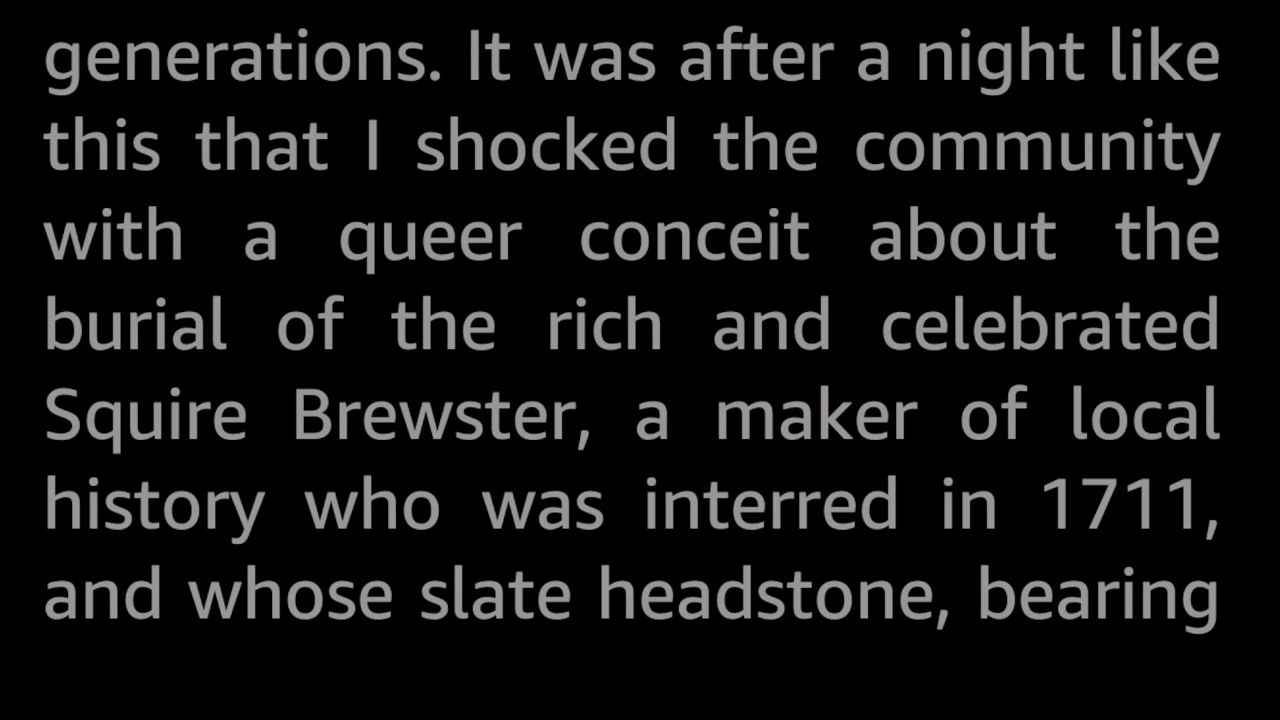 generations. It was after a night like
this that I shocked the community
with a queer conceit about the
burial of the rich and celebrated
Squire Brewster, a maker of local
history who was interred in 1711,
and whose slate headstone, bearing